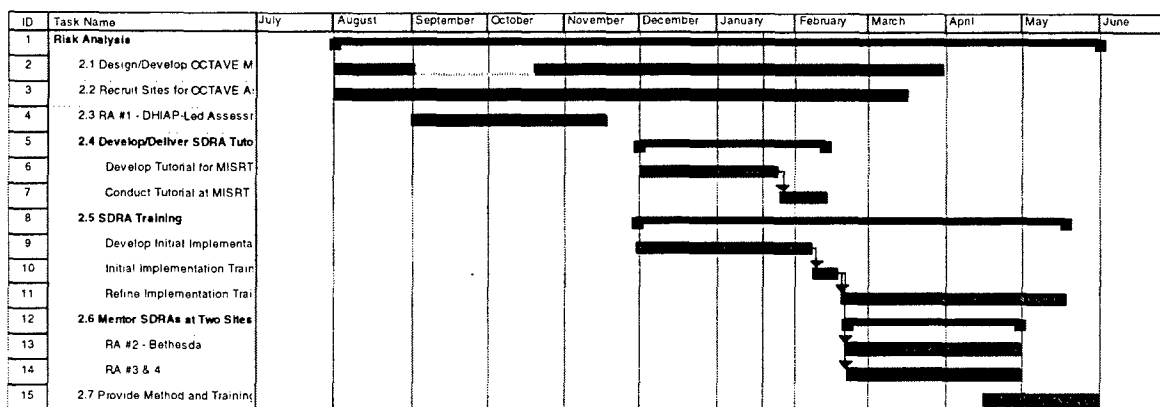 ID Task Name July August September October November December January February March April May June
1 Risk Analysis
2 2.1 Design/Develop OCTAVE M
3 2.2 Recruit Sites for OCTAVE A
4 2.3 RA #1 - DHIAP-Led Assessr
5 2.4 Develop/Deliver SDRA Tuto
6 Develop Tutorial for MISRT
7 Conduct Tutorial at MISRT
8 2.5 SDRA Training
9 Develop Initial Implementa
10 Initial Implementation Train
11 Refine Implementation Trai
12 2.6 Mentor SDRAs at Two Sites
13 RA #2 - Bethesda
14 RA #3 & 4
15 2.7 Provide Method and Training